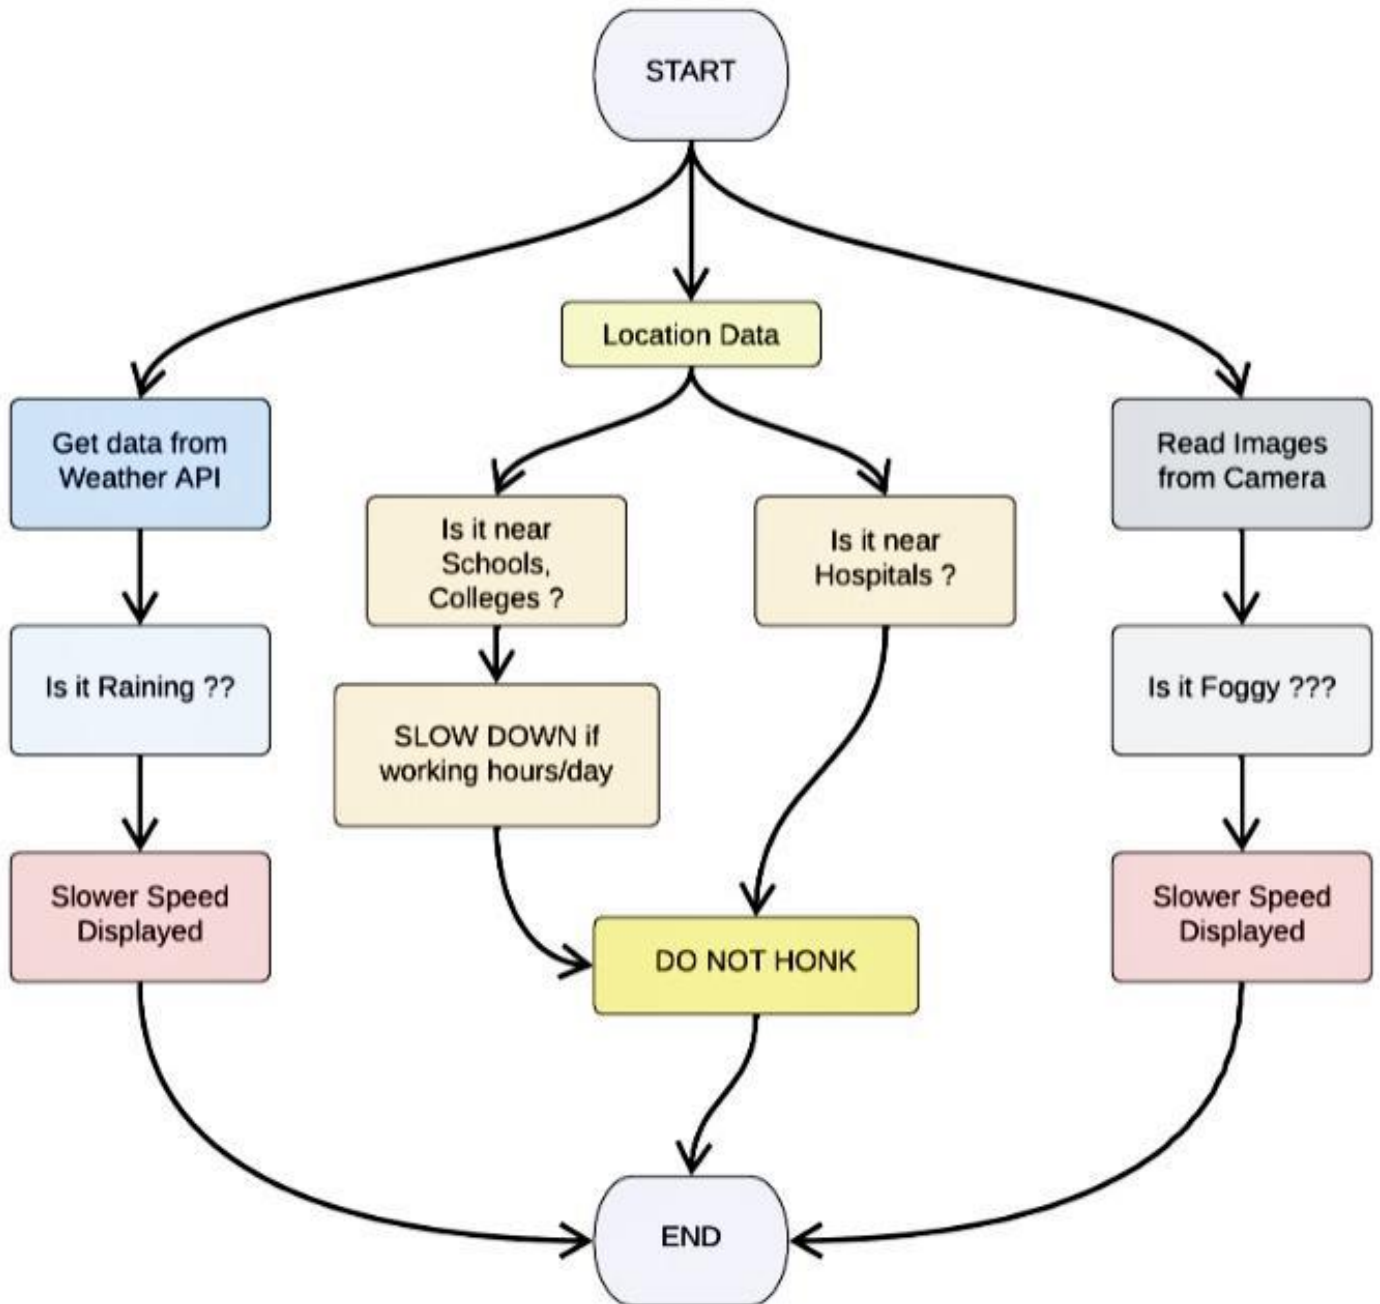 START
Location Data
Get data from
Weather API
Read Images
from Camera
Is it near
Schools,
Colleges ?
Is it near
Hospitals ?
Is it Raining ??
Is it Foggy ???
SLOW DOWN if
working hours/day
Slower Speed
Displayed
Slower Speed
Displayed
DO NOT HONK
END